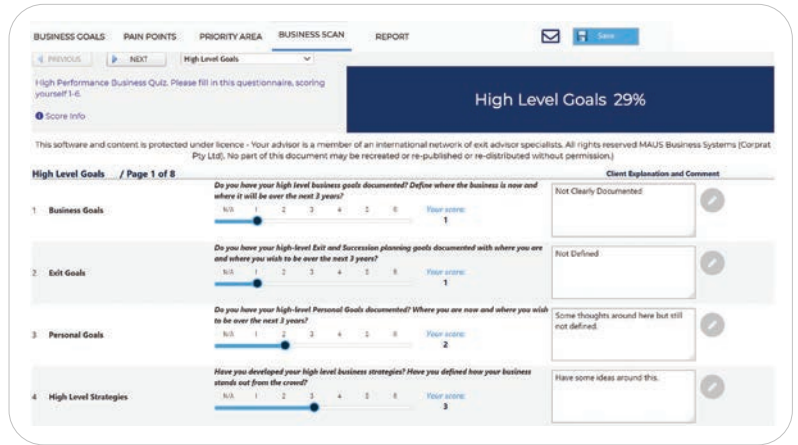 BUSINESS GOALS PAIN POINTS PRIORITY AREA BUSINESS SCAN REPORT Save
PREVIOUS NEXT High Level Goals
High Performance Business Quiz. Please fill in this questionnaire, scoring
yourself 1-6.
High Level Goals 29%
Score Info
This software and content is protected under licence - Your advisor is a member of an international network of exit advisor specialists. All rights reserved MAUS Business Systems (Corprat
Pty Ltd). No part of this document may be recreated or re-published or re-distributed without permission.)
High Level Goals / Page 1 of 8 Client Explanation and Comment
Do you have your high level business goals documented? Define where the business is now and
where it will be over the next 3 years?
Not Clearly Documented
N/A 1 2 3 4 5 6 Your score:
1 Business Goals 1
Do you have your high-level Exit and Succession planning goals documented with where you are
and where you wish to be over the next 3 years?
Not Defined
N/A 1 2 3 4 5 6 Your score:
2 Exit Goals 1
Do you have your high-level Personal Goals documented? Where you are now and where you wish
to be over the next 3 years?
Some thoughts around here but still
not defined.
N/A 1 2 3 4 5 6 Your score:
3 Personal Goals 2
Have you developed your high level business strategies? Have you defined how your business
stands out from the crowd?
Have some ideas around this.
N/A 1 2 3 4 5 6 Your score:
4 High Level Strategies 3